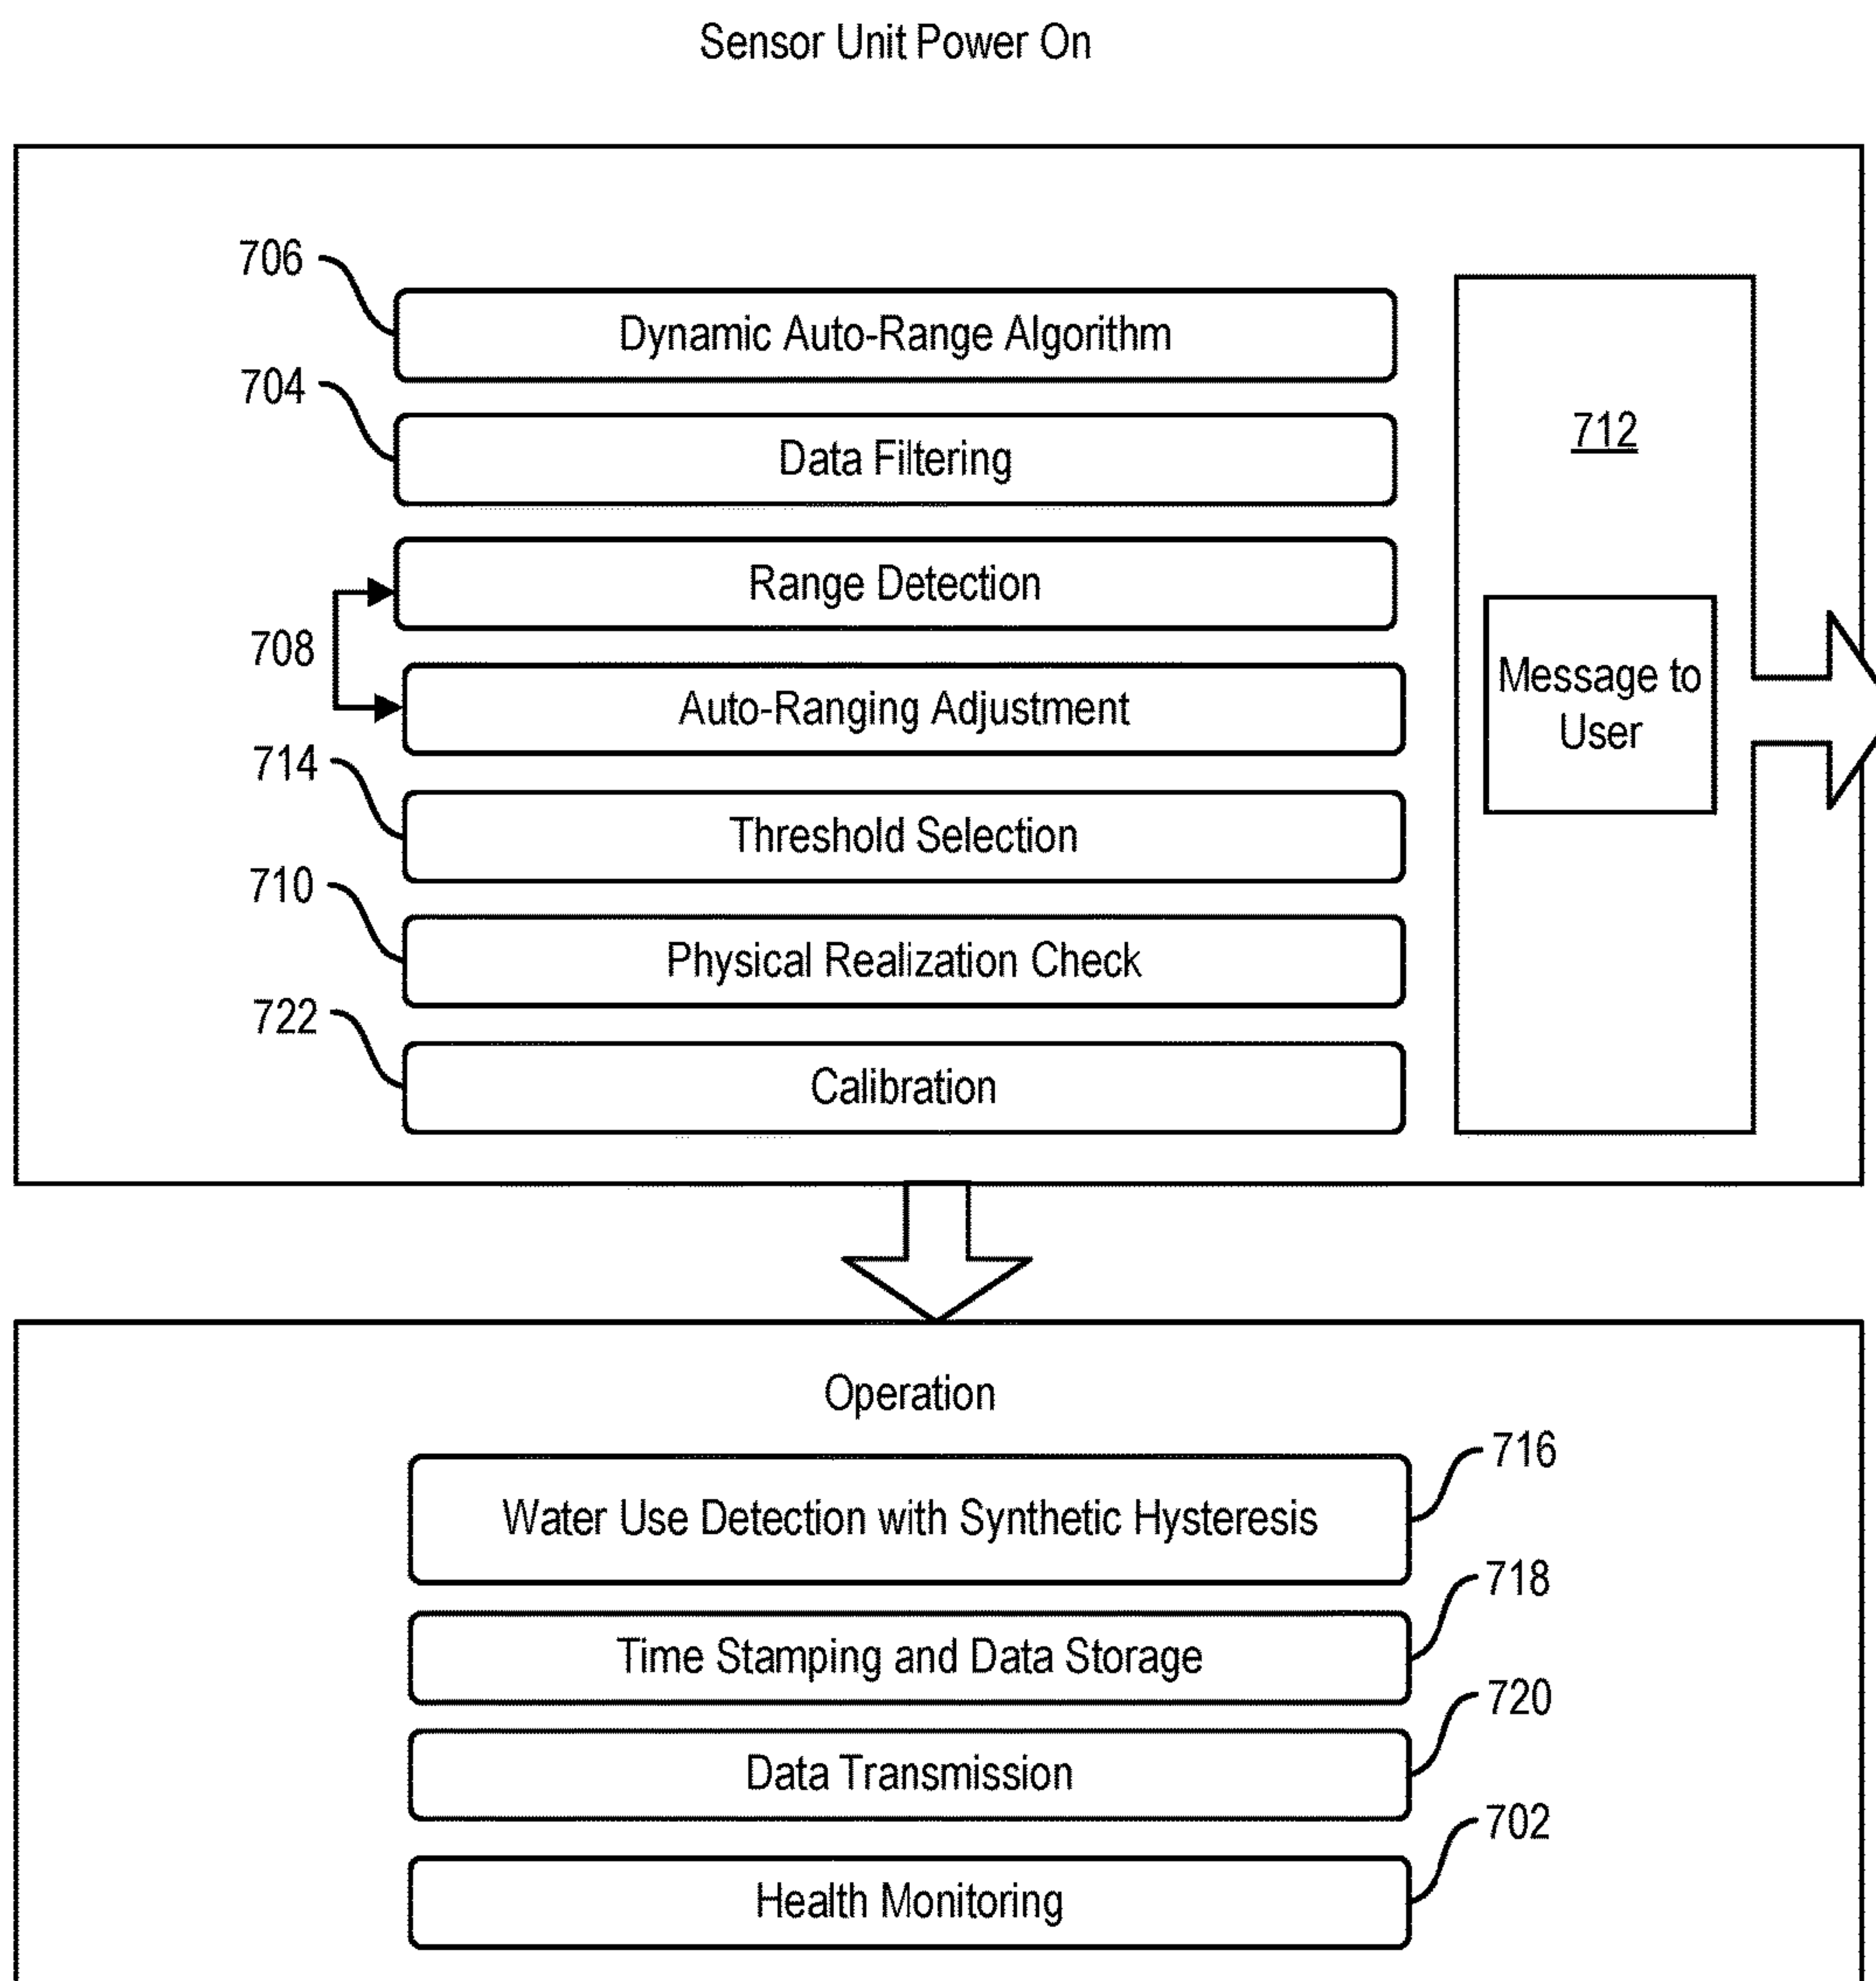 Sensor Unit Power On
706
Dynamic Auto-Range Algorithm
704
Data Filtering
712
Range Detection
708
Message to
User
Auto-Ranging Adjustment
714
Threshold Selection
710
Physical Realization Check
722
Calibration
Operation
716
Water Use Detection with Synthetic Hysteresis
718
Time Stamping and Data Storage
720
Data Transmission
702
Health Monitoring